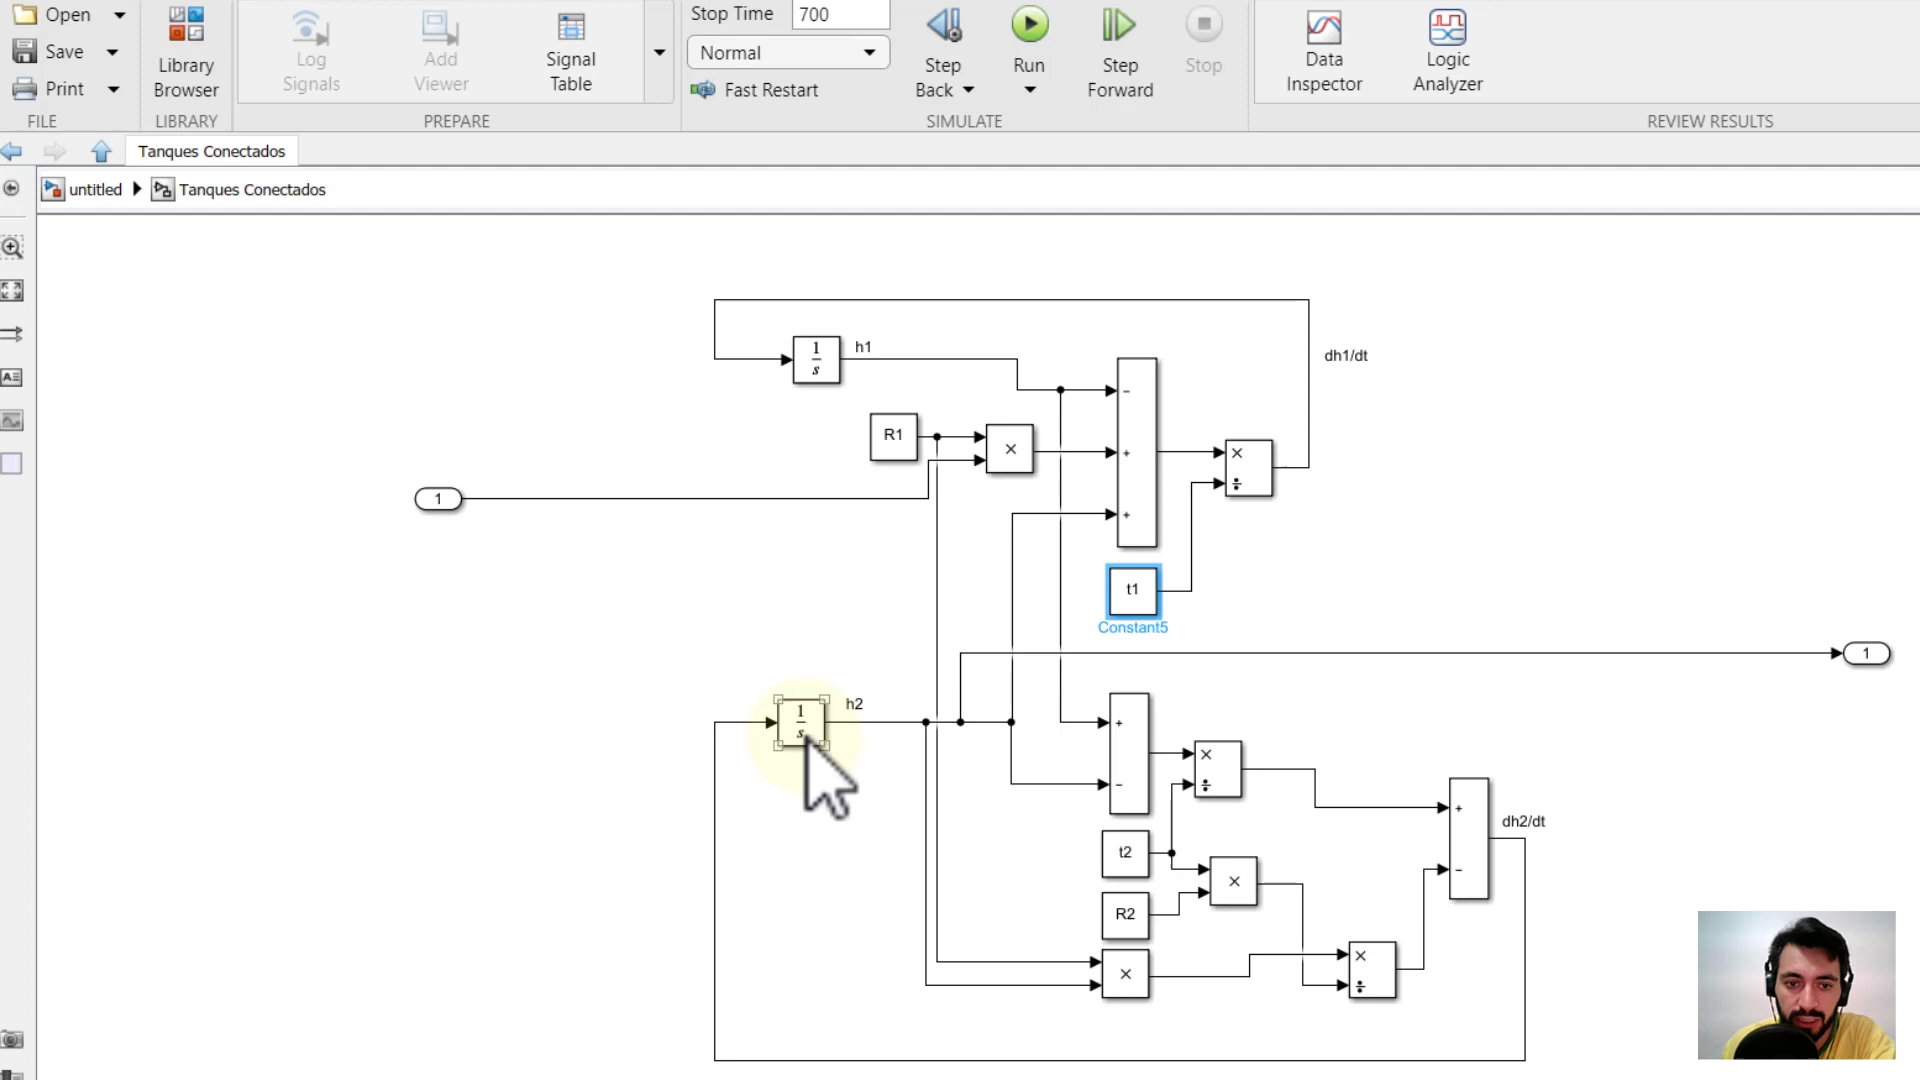 Open
Save
Print
FILE
Library
Browser
LIBRARY
Log
Signals
Add
Viewer
Signal
Table
PREPARE
Stop Time 700
Normal
Fast Restart
Step
Back
Run
Step
Forward
Stop
SIMULATE
Data
Inspector
Logic
Analyzer
REVIEW RESULTS
Tanques Conectados
untitled Tanques Conectados
1
s
h1
dh1/dt
R1
×
−
+
+
×
÷
1
t1
Constant5
1
1
s
h2
+
−
×
÷
t2
R2
×
×
×
÷
+
−
dh2/dt